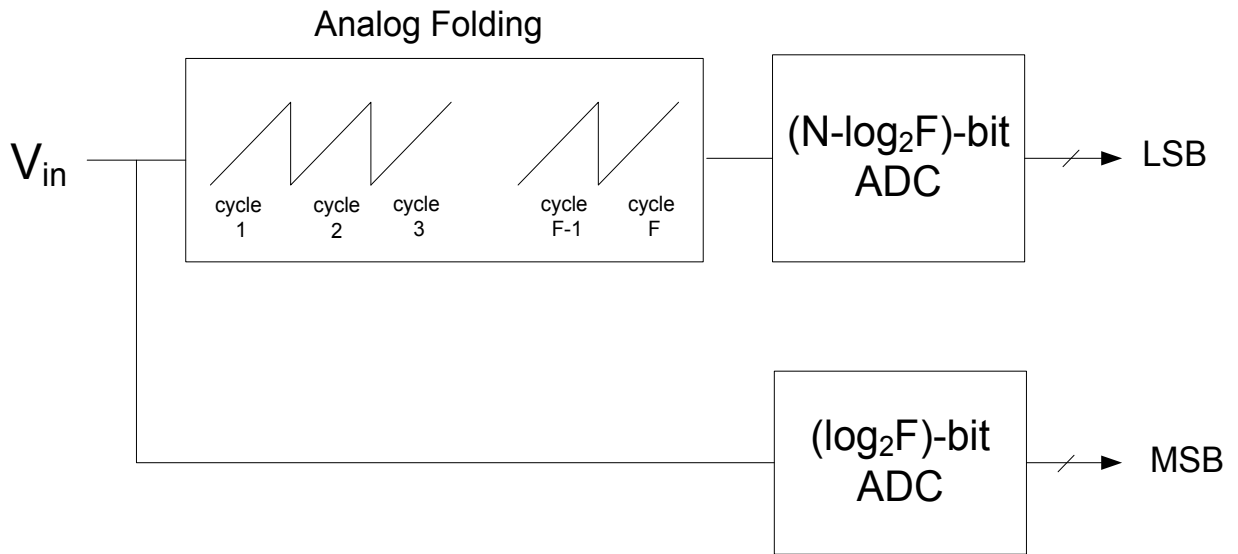 Analog Folding
V_in
cycle 1
cycle 2
cycle 3
cycle F-1
cycle F
(N-log₂F)-bit
ADC
LSB
(log₂F)-bit
ADC
MSB